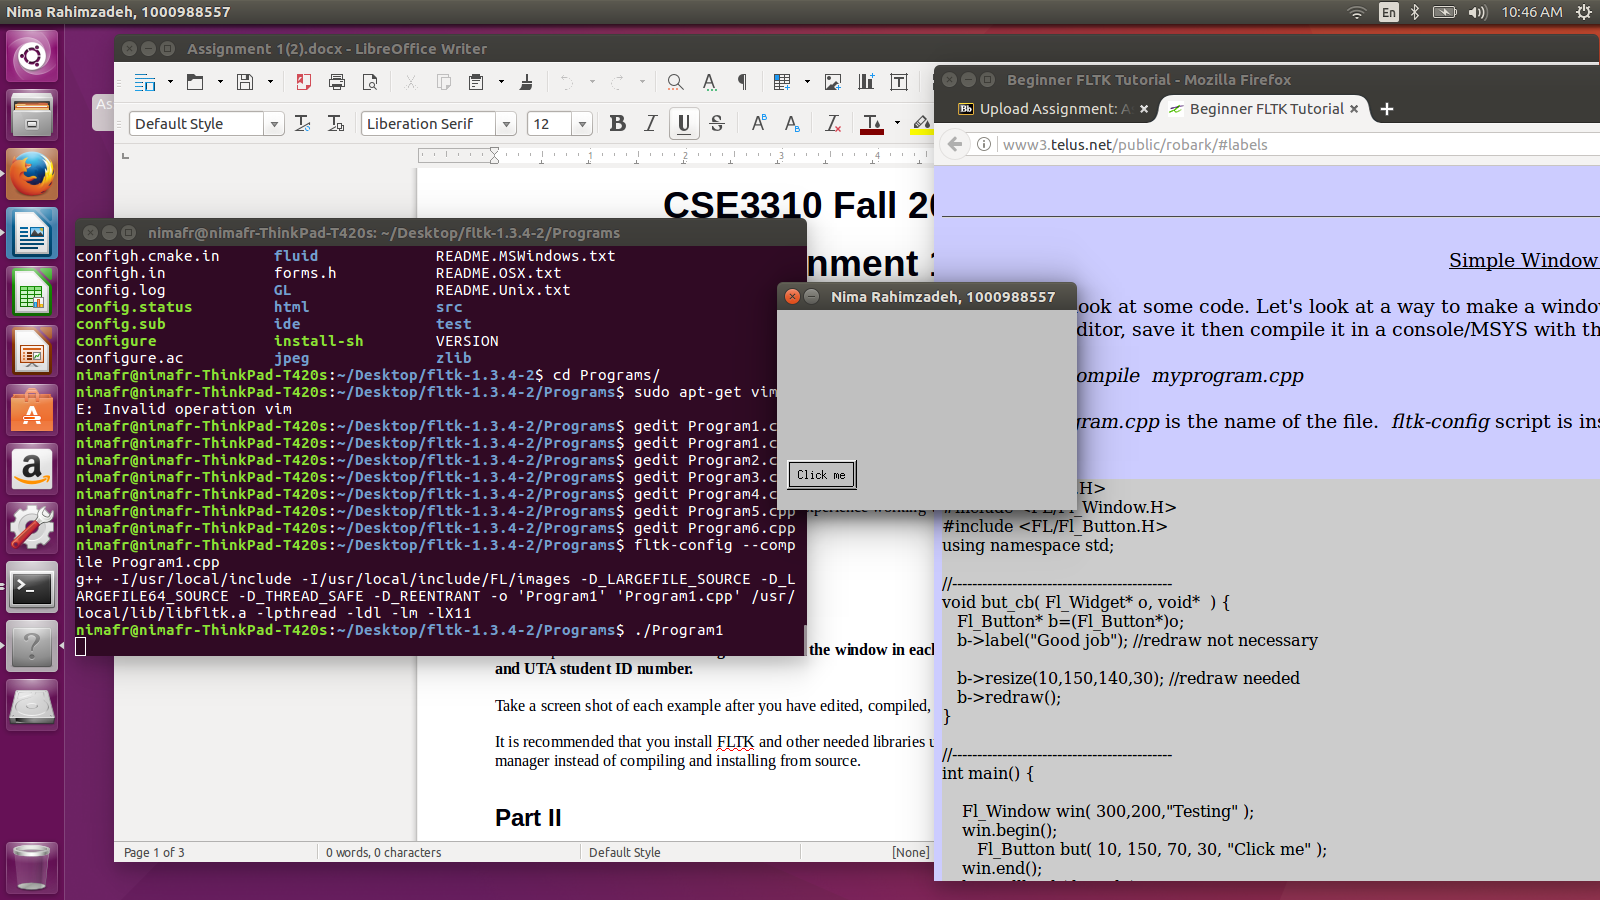 Nima Rahimzadeh, 1000988557
En
10:46 AM
Assignment 1(2).docx - LibreOffice Writer
Default Style
Liberation Serif
12
1 2 3 4
CSE3310 Fall
nment
the window in each
and UTA student ID number.
Take a screen shot of each example after you have edited, compiled,
It is recommended that you install FLTK and other needed libraries
manager instead of compiling and installing from source.
Part II
Page 1 of 3
0 words, 0 characters
Default Style
[None]
nimafr@nimafr-ThinkPad-T420s: ~/Desktop/fltk-1.3.4-2/Programs
configh.cmake.in fluid README.MSWindows.txt
configh.in forms.h README.OSX.txt
config.log GL README.Unix.txt
config.status html src
config.sub ide test
configure install-sh VERSION
configure.ac jpeg zlib
nimafr@nimafr-ThinkPad-T420s:~/Desktop/fltk-1.3.4-2$ cd Programs/
nimafr@nimafr-ThinkPad-T420s:~/Desktop/fltk-1.3.4-2/Programs$ sudo apt-get vim
E: Invalid operation vim
nimafr@nimafr-ThinkPad-T420s:~/Desktop/fltk-1.3.4-2/Programs$ gedit Program1.c
nimafr@nimafr-ThinkPad-T420s:~/Desktop/fltk-1.3.4-2/Programs$ gedit Program1.c
nimafr@nimafr-ThinkPad-T420s:~/Desktop/fltk-1.3.4-2/Programs$ gedit Program2.c
nimafr@nimafr-ThinkPad-T420s:~/Desktop/fltk-1.3.4-2/Programs$ gedit Program3.c
nimafr@nimafr-ThinkPad-T420s:~/Desktop/fltk-1.3.4-2/Programs$ gedit Program4.c
nimafr@nimafr-ThinkPad-T420s:~/Desktop/fltk-1.3.4-2/Programs$ gedit Program5.cpp
nimafr@nimafr-ThinkPad-T420s:~/Desktop/fltk-1.3.4-2/Programs$ gedit Program6.cpp
nimafr@nimafr-ThinkPad-T420s:~/Desktop/fltk-1.3.4-2/Programs$ fltk-config --comp
ile Program1.cpp
g++ -I/usr/local/include -I/usr/local/include/FL/images -D_LARGEFILE_SOURCE -D_L
ARGEFILE64_SOURCE -D_THREAD_SAFE -D_REENTRANT -o 'Program1' 'Program1.cpp' /usr/
local/lib/libfltk.a -lpthread -ldl -lm -lX11
nimafr@nimafr-ThinkPad-T420s:~/Desktop/fltk-1.3.4-2/Programs$ ./Program1
Nima Rahimzadeh, 1000988557
Click me
Beginner FLTK Tutorial - Mozilla Firefox
Bb Upload Assignment: A
Beginner FLTK Tutorial
www3.telus.net/public/robark/#labels
Simple Window
ook at some code. Let's look at a way to make a windo
ditor, save it then compile it in a console/MSYS with th
ompile myprogram.cpp
gram.cpp is the name of the file. fltk-config script is ins
.H>
#include <FL/Fl_Window.H>
#include <FL/Fl_Button.H>
using namespace std;
//-------------------------------------------
void but_cb( Fl_Widget* o, void* ) {
Fl_Button* b=(Fl_Button*)o;
b->label("Good job"); //redraw not necessary
b->resize(10,150,140,30); //redraw needed
b->redraw();
}
//-------------------------------------------
int main() {
Fl_Window win( 300,200,"Testing" );
win.begin();
Fl_Button but( 10, 150, 70, 30, "Click me" );
win.end();